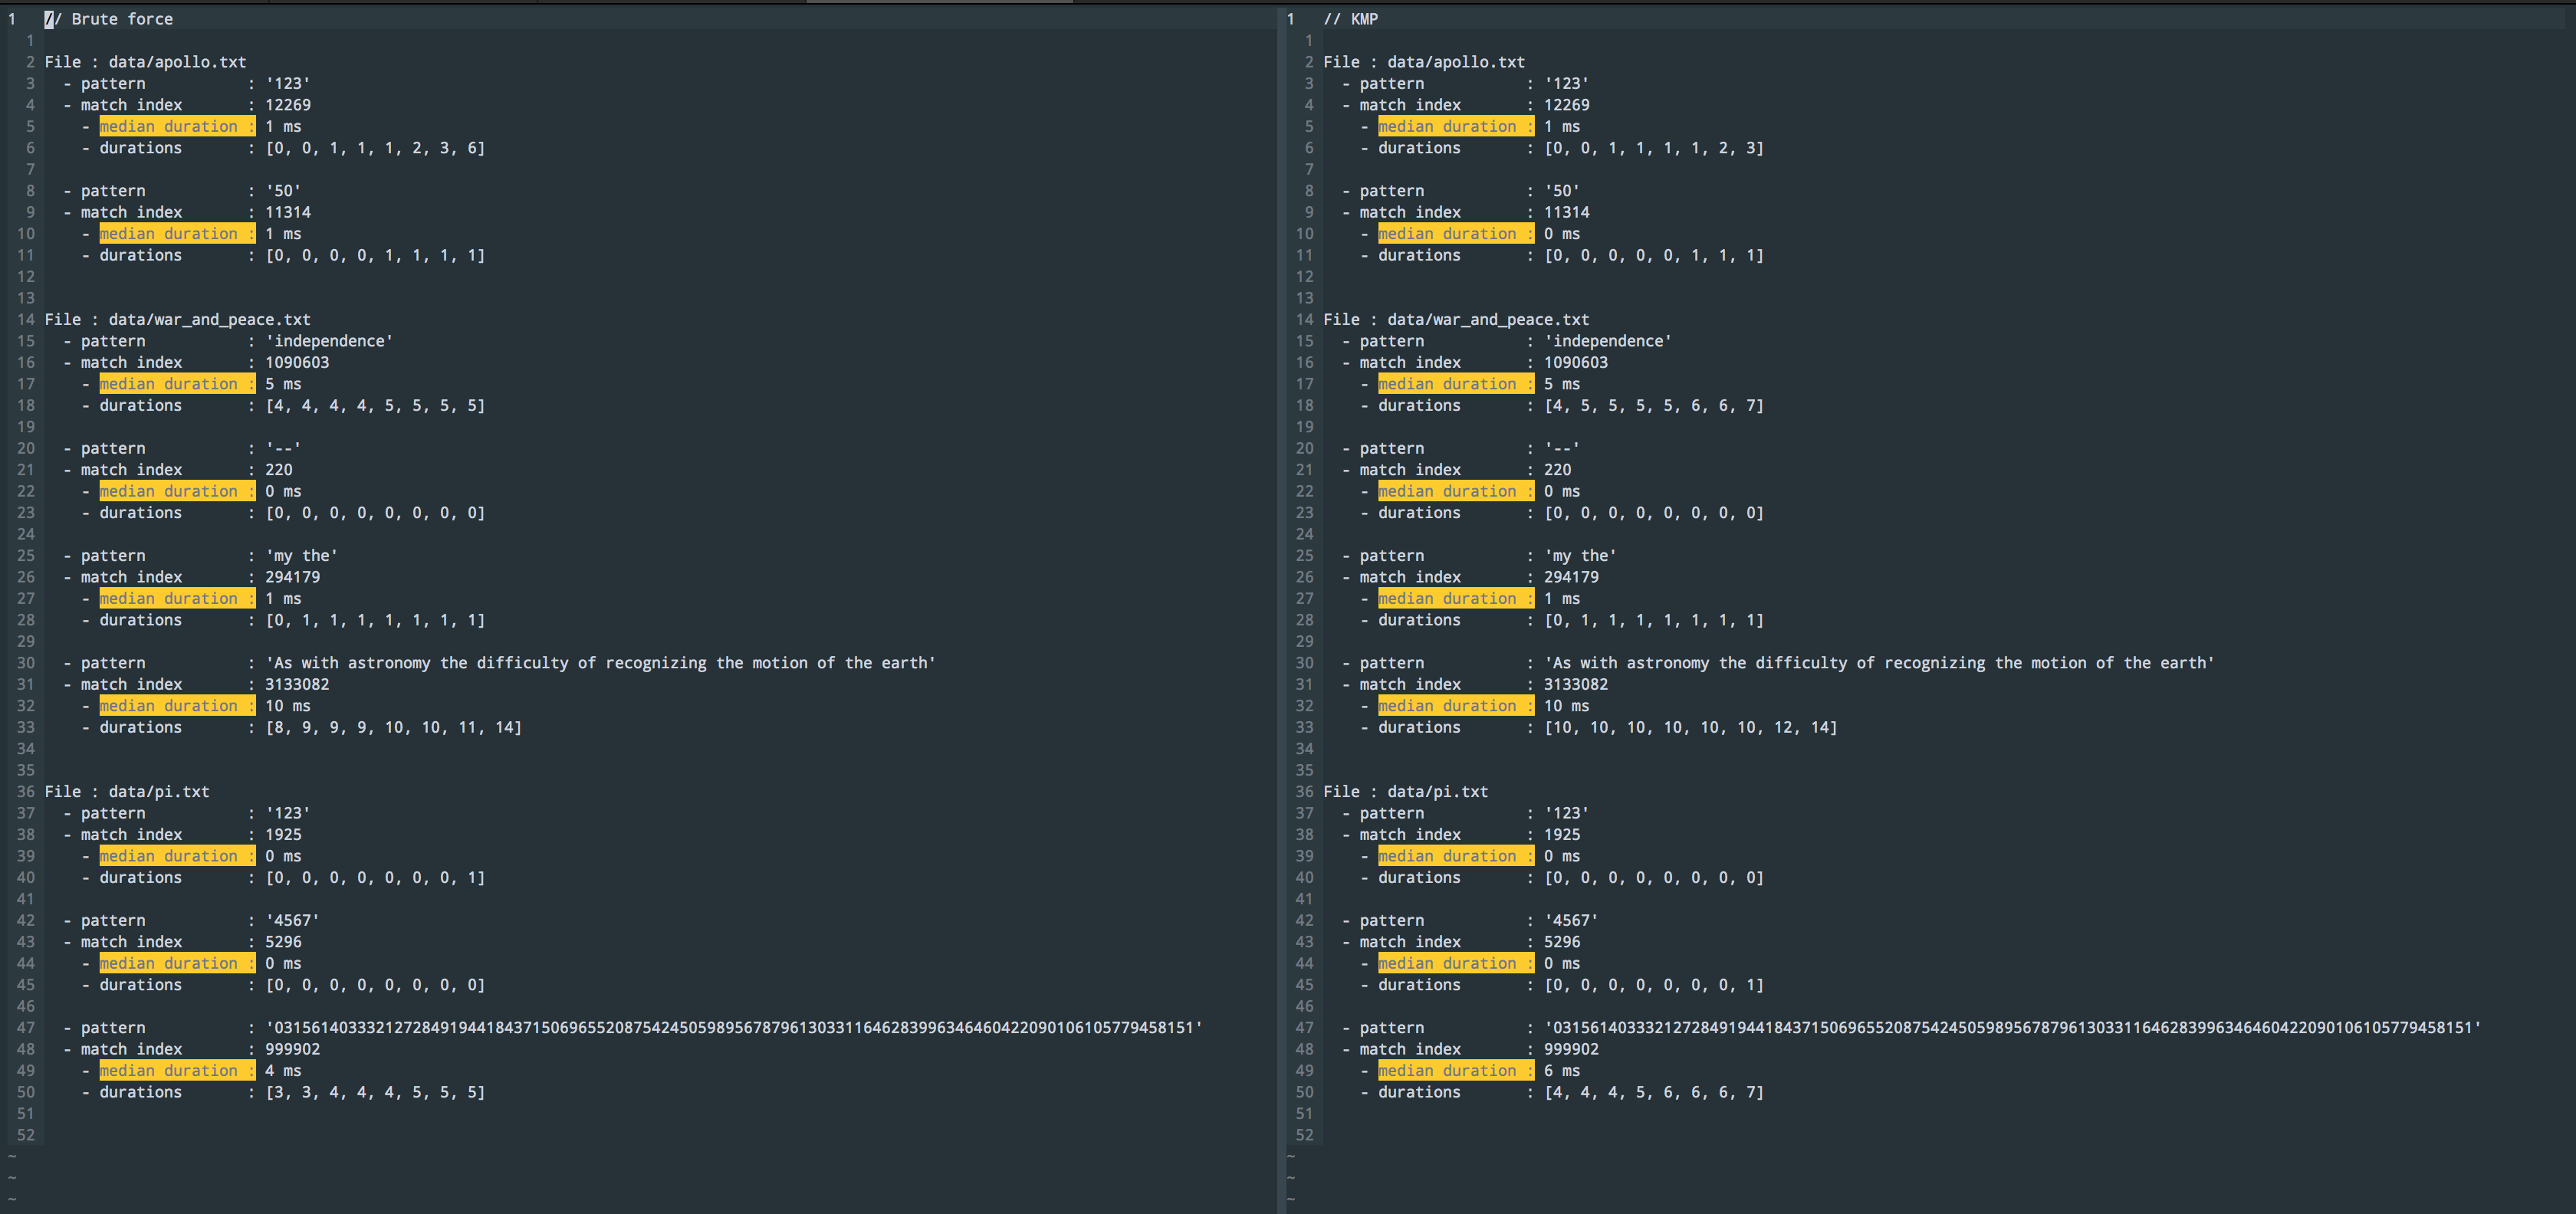 1 // Brute force
1
2 File : data/apollo.txt
3 - pattern : '123'
4 - match index : 12269
5 - median duration : 1 ms
6 - durations : [0, 0, 1, 1, 1, 2, 3, 6]
7
8 - pattern : '50'
9 - match index : 11314
10 - median duration : 1 ms
11 - durations : [0, 0, 0, 0, 1, 1, 1, 1]
12
13
14 File : data/war_and_peace.txt
15 - pattern : 'independence'
16 - match index : 1090603
17 - median duration : 5 ms
18 - durations : [4, 4, 4, 4, 5, 5, 5, 5]
19
20 - pattern : '--'
21 - match index : 220
22 - median duration : 0 ms
23 - durations : [0, 0, 0, 0, 0, 0, 0, 0]
24
25 - pattern : 'my the'
26 - match index : 294179
27 - median duration : 1 ms
28 - durations : [0, 1, 1, 1, 1, 1, 1, 1]
29
30 - pattern : 'As with astronomy the difficulty of recognizing the motion of the earth'
31 - match index : 3133082
32 - median duration : 10 ms
33 - durations : [8, 9, 9, 9, 10, 10, 11, 14]
34
35
36 File : data/pi.txt
37 - pattern : '123'
38 - match index : 1925
39 - median duration : 0 ms
40 - durations : [0, 0, 0, 0, 0, 0, 0, 1]
41
42 - pattern : '4567'
43 - match index : 5296
44 - median duration : 0 ms
45 - durations : [0, 0, 0, 0, 0, 0, 0, 0]
46
47 - pattern : '0315614033321272849194418437150696552087542450598956787961303311646283996346460422090106105779458151'
48 - match index : 999902
49 - median duration : 4 ms
50 - durations : [3, 3, 4, 4, 4, 5, 5, 5]
51
52
~
~
~
1 // KMP
1
2 File : data/apollo.txt
3 - pattern : '123'
4 - match index : 12269
5 - median duration : 1 ms
6 - durations : [0, 0, 1, 1, 1, 1, 2, 3]
7
8 - pattern : '50'
9 - match index : 11314
10 - median duration : 0 ms
11 - durations : [0, 0, 0, 0, 0, 1, 1, 1]
12
13
14 File : data/war_and_peace.txt
15 - pattern : 'independence'
16 - match index : 1090603
17 - median duration : 5 ms
18 - durations : [4, 5, 5, 5, 5, 6, 6, 7]
19
20 - pattern : '--'
21 - match index : 220
22 - median duration : 0 ms
23 - durations : [0, 0, 0, 0, 0, 0, 0, 0]
24
25 - pattern : 'my the'
26 - match index : 294179
27 - median duration : 1 ms
28 - durations : [0, 1, 1, 1, 1, 1, 1, 1]
29
30 - pattern : 'As with astronomy the difficulty of recognizing the motion of the earth'
31 - match index : 3133082
32 - median duration : 10 ms
33 - durations : [10, 10, 10, 10, 10, 10, 12, 14]
34
35
36 File : data/pi.txt
37 - pattern : '123'
38 - match index : 1925
39 - median duration : 0 ms
40 - durations : [0, 0, 0, 0, 0, 0, 0, 0]
41
42 - pattern : '4567'
43 - match index : 5296
44 - median duration : 0 ms
45 - durations : [0, 0, 0, 0, 0, 0, 0, 1]
46
47 - pattern : '0315614033321272849194418437150696552087542450598956787961303311646283996346460422090106105779458151'
48 - match index : 999902
49 - median duration : 6 ms
50 - durations : [4, 4, 4, 5, 6, 6, 6, 7]
51
52
~
~
~